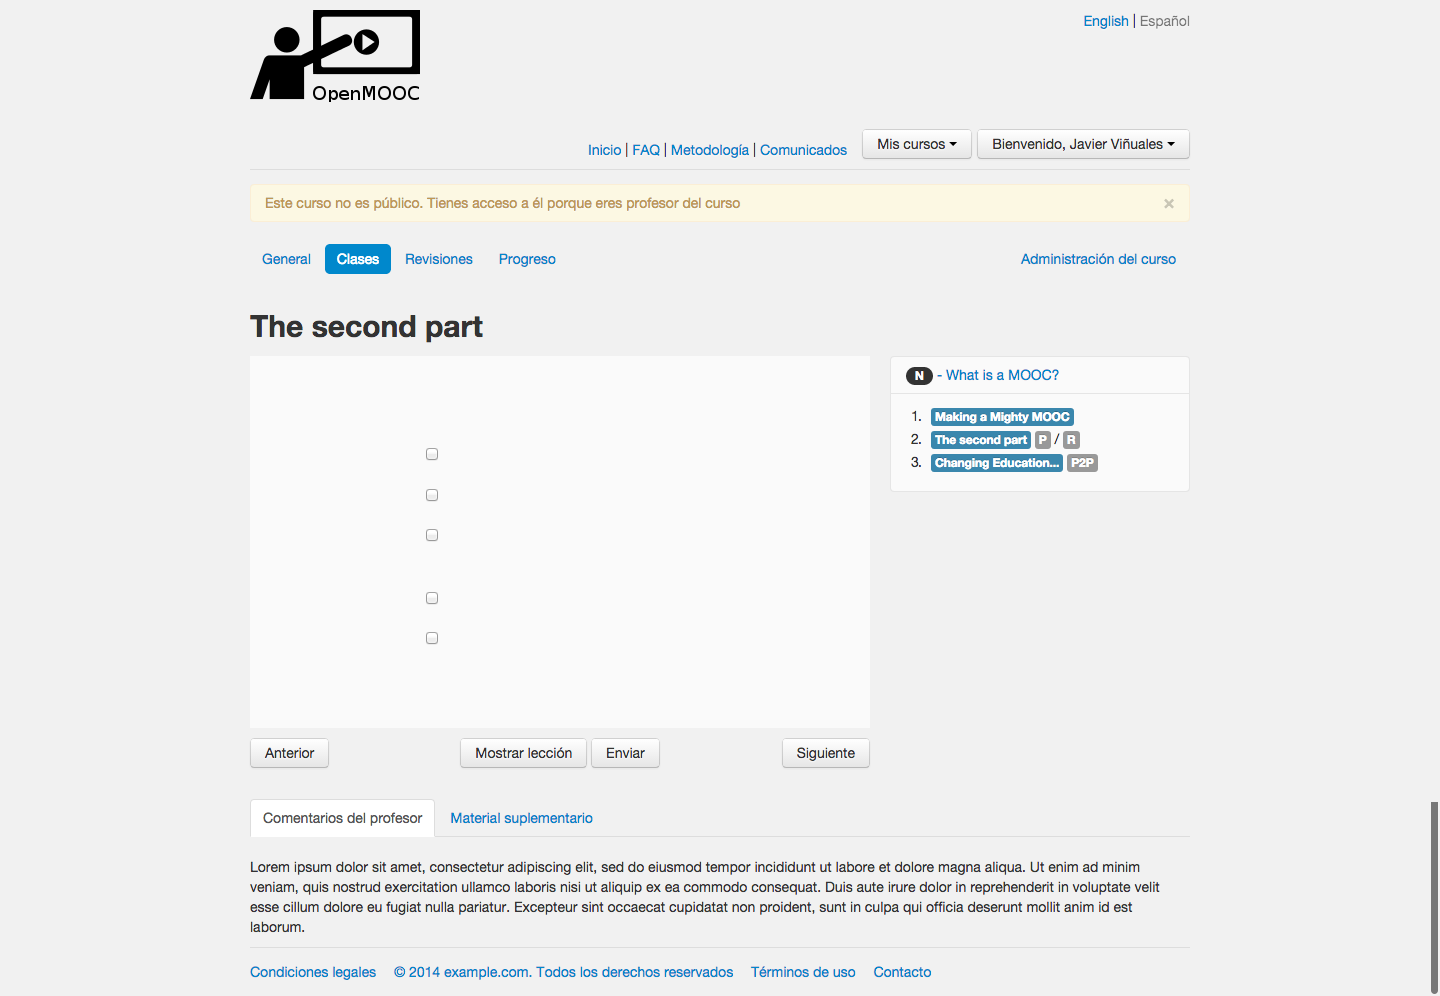 OpenMOOC
English | Español
Inicio | FAQ | Metodología | Comunicados Mis cursos Bienvenido, Javier Viñuales
Este curso no es público. Tienes acceso a él porque eres profesor del curso ×
General Clases Revisiones Progreso Administración del curso
The second part
N - What is a MOOC?
1. Making a Mighty MOOC
2. The second part P / R
3. Changing Education... P2P
Anterior Mostrar lección Enviar Siguiente
Comentarios del profesor Material suplementario
Lorem ipsum dolor sit amet, consectetur adipiscing elit, sed do eiusmod tempor incididunt ut labore et dolore magna aliqua. Ut enim ad minim
veniam, quis nostrud exercitation ullamco laboris nisi ut aliquip ex ea commodo consequat. Duis aute irure dolor in reprehenderit in voluptate velit
esse cillum dolore eu fugiat nulla pariatur. Excepteur sint occaecat cupidatat non proident, sunt in culpa qui officia deserunt mollit anim id est
laborum.
Condiciones legales © 2014 example.com. Todos los derechos reservados Términos de uso Contacto